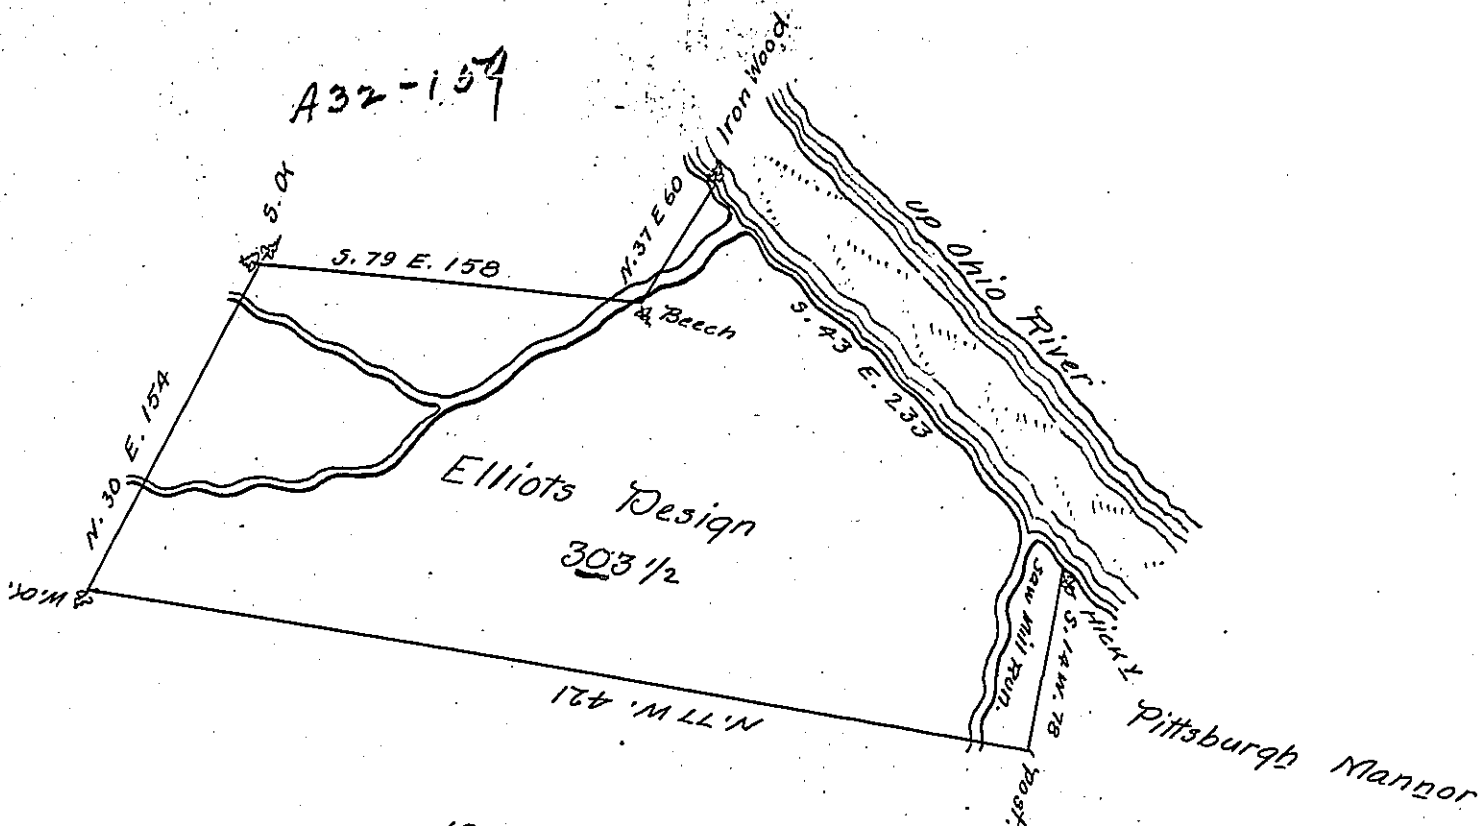 A32-157
Iron Wood.
S. O
S. 79 E. 158
N. 37 E 60
Beech
up Ohio River
S. 43 E. 233
N. 30 E. 154
Elliots Design
303 1/2
W.O.
N. 77 W. 421
Saw Mill Run.
S. 14 W. 78
Hick Y
Post.
Pittsburgh Mannor